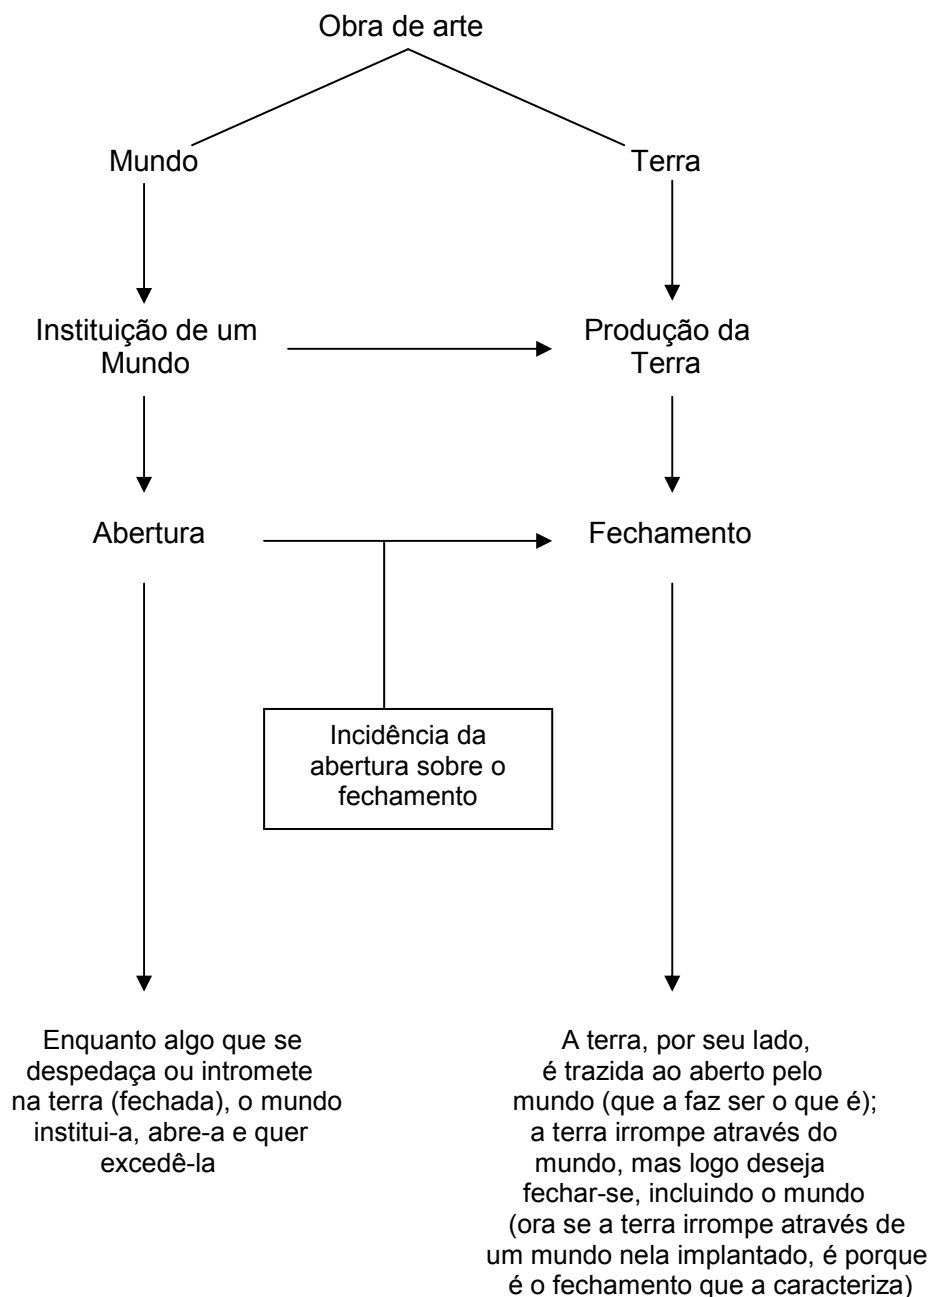 Obra de arte
Mundo
Terra
Instituição de um
Mundo
Produção da
Terra
Abertura
Fechamento
Incidência da
abertura sobre o
fechamento
Enquanto algo que se
despedaça ou intromete
na terra (fechada), o mundo
institui-a, abre-a e quer
excedê-la
A terra, por seu lado,
é trazida ao aberto pelo
mundo (que a faz ser o que é);
a terra irrompe através do
mundo, mas logo deseja
fechar-se, incluindo o mundo
(ora se a terra irrompe através de
um mundo nela implantado, é porque
é o fechamento que a caracteriza)